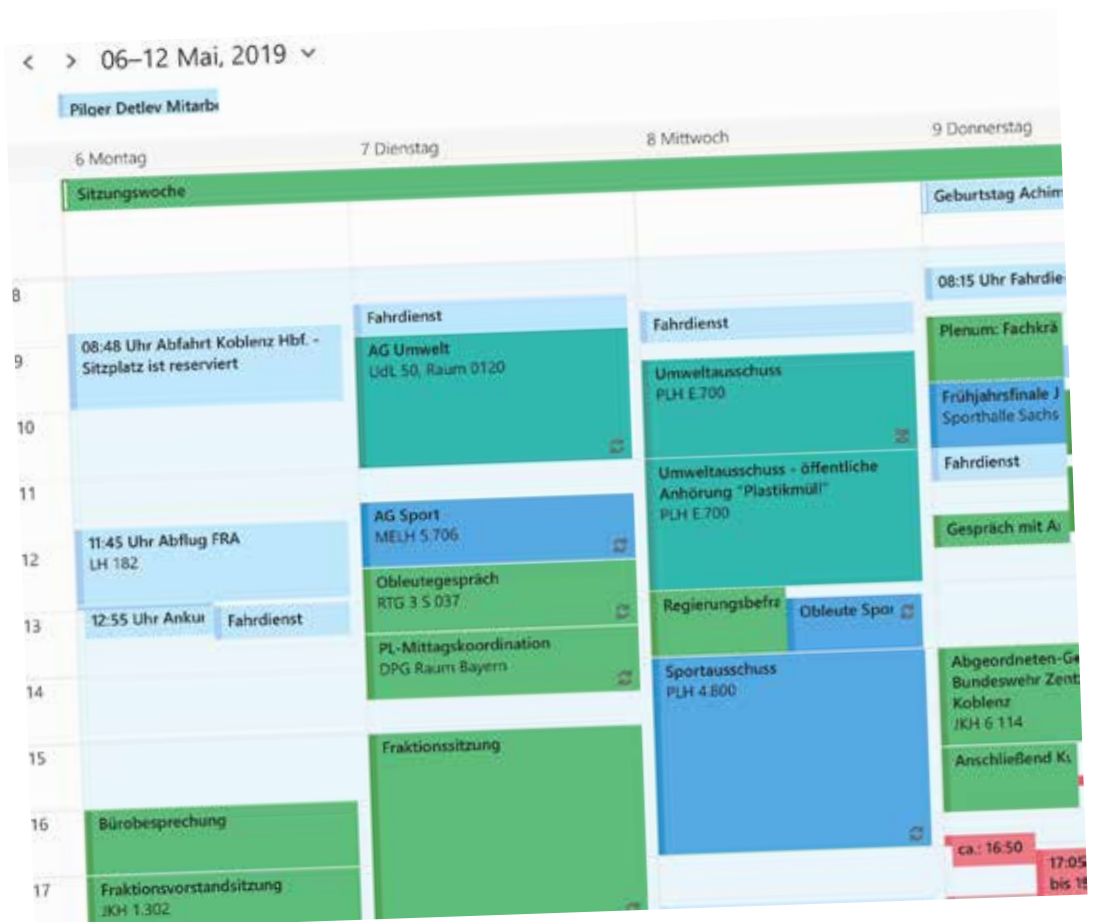 06–12 Mai, 2019
Pilger Detlev Mitarbe
6 Montag
7 Dienstag
8 Mittwoch
9 Donnerstag
Sitzungswoche
Geburtstag Achim
8
9
10
11
12
13
14
15
16
17
08:48 Uhr Abfahrt Koblenz Hbf. -
Sitzplatz ist reserviert
11:45 Uhr Abflug FRA
LH 182
12:55 Uhr Ankun
Fahrdienst
Bürobesprechung
Fraktionsvorstandsitzung
JKH 1.302
Fahrdienst
AG Umwelt
UdL 50, Raum 0120
AG Sport
MELH 5.706
Obleutegespräch
RTG 3 S 037
PL-Mittagskoordination
DPG Raum Bayern
Fraktionssitzung
Fahrdienst
Umweltausschuss
PLH E.700
Umweltausschuss - öffentliche
Anhörung "Plastikmüll"
PLH E.700
Regierungsbefra
Obleute Spor
Sportausschuss
PLH 4.800
08:15 Uhr Fahrdie
Plenum: Fachkrä
Frühjahrsfinale J
Sporthalle Sachs
Fahrdienst
Gespräch mit A
Abgeordneten-Ge
Bundeswehr Zent
Koblenz
JKH 6 114
Anschließend Ku
ca.: 16:50
17:05
bis 19